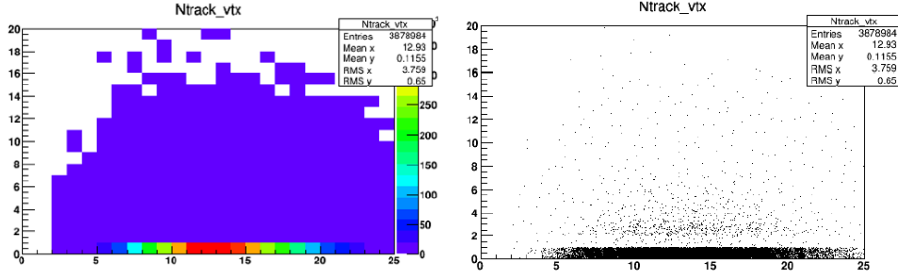 Ntrack_vtx
Ntrack_vtx
Entries 3878984
Mean x 12.93
Mean y 0.1155
RMS x 3.759
RMS y 0.65
20
18
16
14
12
10
8
6
4
2
0
0 5 10 15 20 25
250
200
150
100
50
0
Ntrack_vtx
Ntrack_vtx
Entries 3878984
Mean x 12.93
Mean y 0.1155
RMS x 3.759
RMS y 0.65
20
18
16
14
12
10
8
6
4
2
0
0 5 10 15 20 25